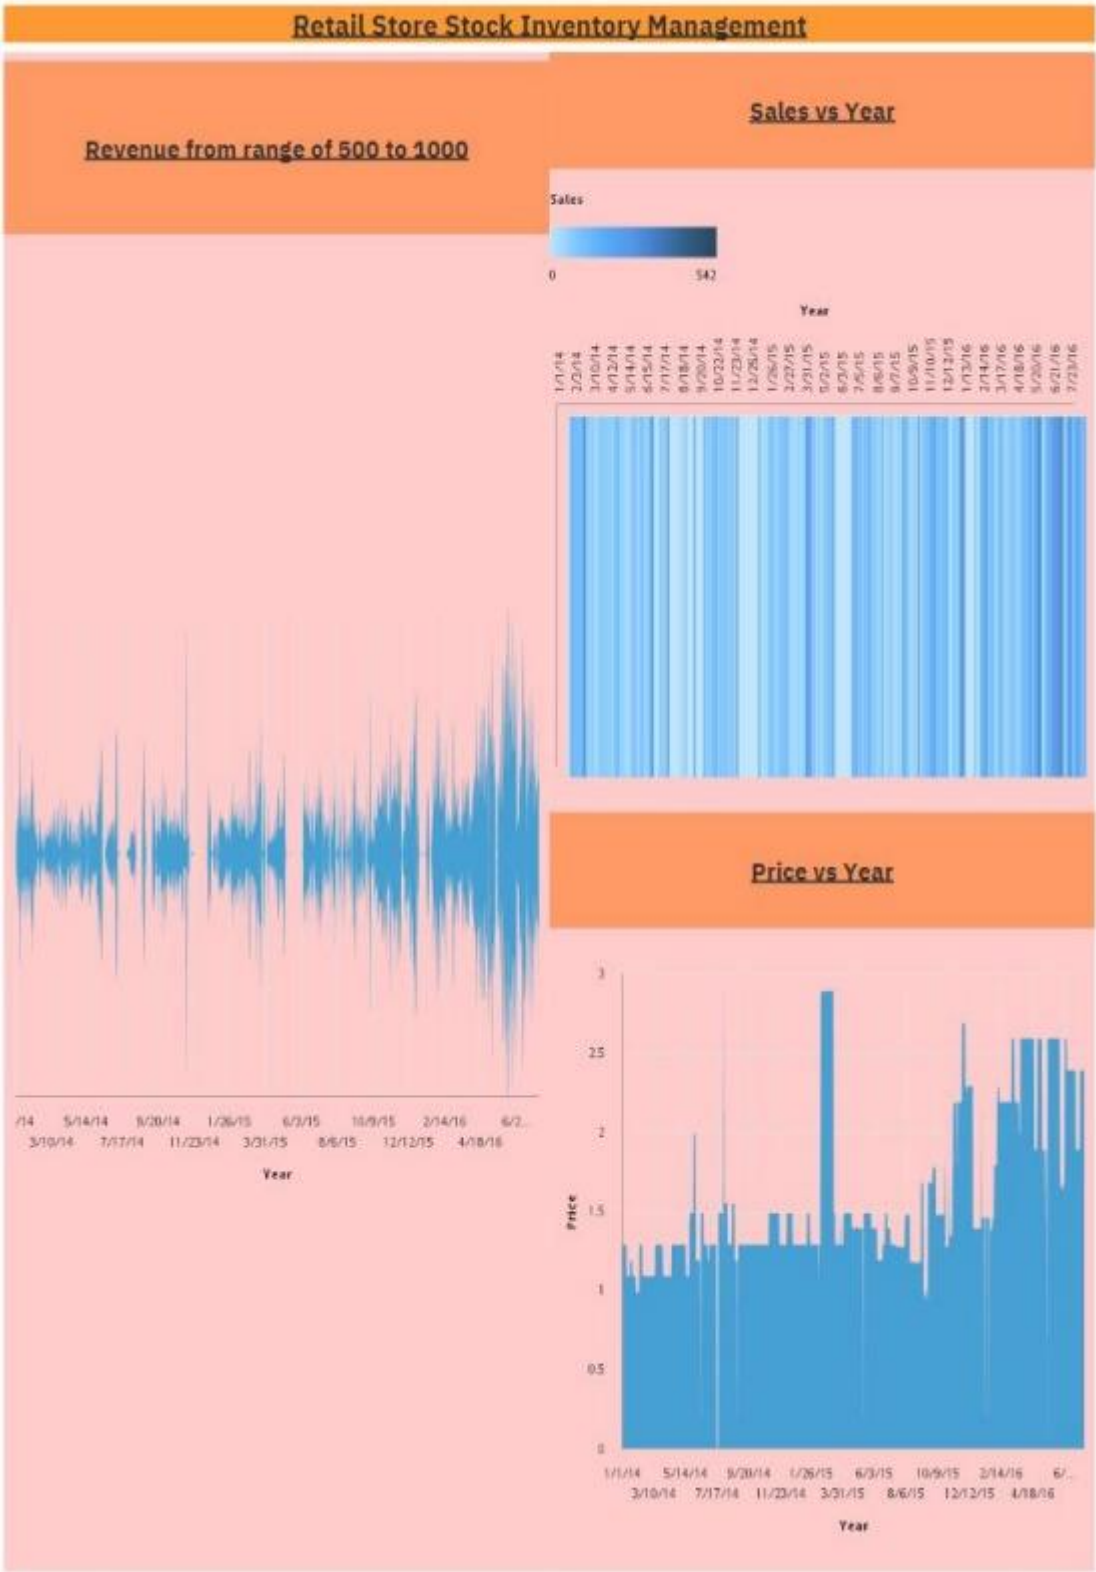 Retail Store Stock Inventory Management
Revenue from range of 500 to 1000
/14 5/14/14 9/20/14 1/26/15 6/3/15 10/9/15 2/14/16 6/2...
3/10/14 7/17/14 11/23/14 3/31/15 8/6/15 12/12/15 4/18/16
Year
Sales vs Year
Sales
0 542
Year
1/1/14 2/2/14 3/10/14 4/12/14 5/14/14 6/15/14 7/17/14 8/18/14 9/20/14 10/22/14 11/23/14 12/25/14 1/26/15 2/27/15 3/31/15 5/2/15 6/3/15 7/5/15 8/6/15 9/7/15 10/9/15 11/10/15 12/12/15 1/13/16 2/14/16 3/17/16 4/18/16 5/20/16 6/21/16 7/23/16
Price vs Year
3
2.5
2
1.5
1
0.5
0
Price
1/1/14 5/14/14 9/20/14 1/26/15 6/3/15 10/9/15 2/14/16 6/...
3/10/14 7/17/14 11/23/14 3/31/15 8/6/15 12/12/15 4/18/16
Year